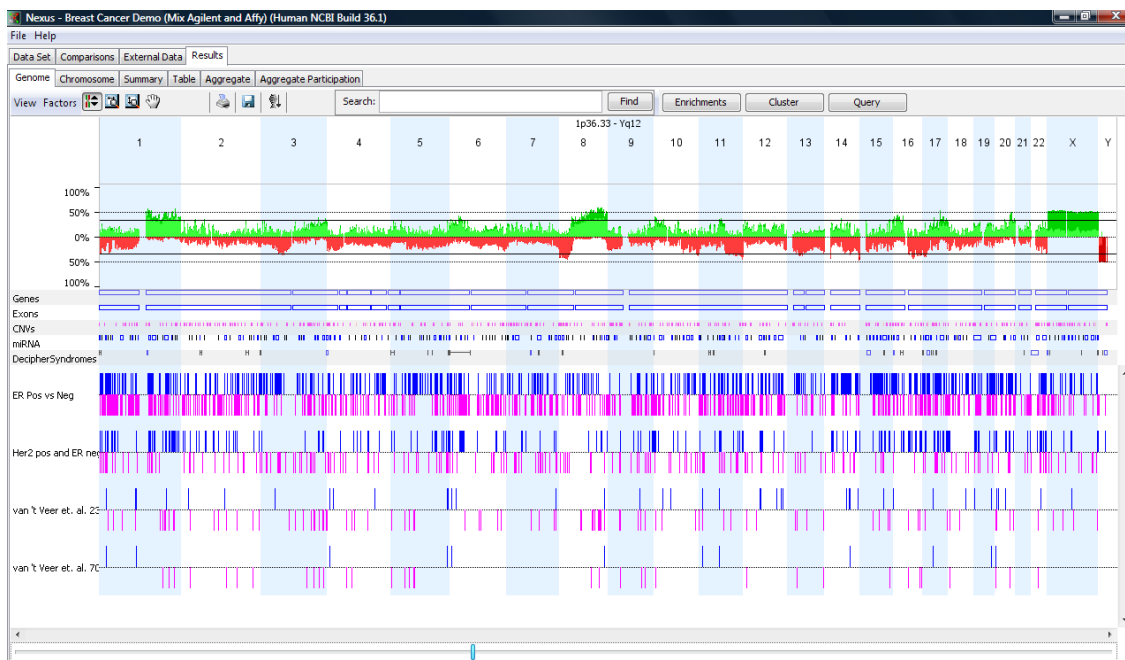 Nexus - Breast Cancer Demo (Mix Agilent and Affy) (Human NCBI Build 36.1)
File Help
Data Set Comparisons External Data Results
Genome Chromosome Summary Table Aggregate Aggregate Participation
View Factors Search: Find Enrichments Cluster Query
1p36.33 - Yq12
1 2 3 4 5 6 7 8 9 10 11 12 13 14 15 16 17 18 19 20 21 22 X Y
100%
50%
0%
50%
100%
Genes
Exons
CNVs
miRNA
DecipherSyndromes
ER Pos vs Neg
Her2 pos and ER neg
van 't Veer et. al. 23
van 't Veer et. al. 70